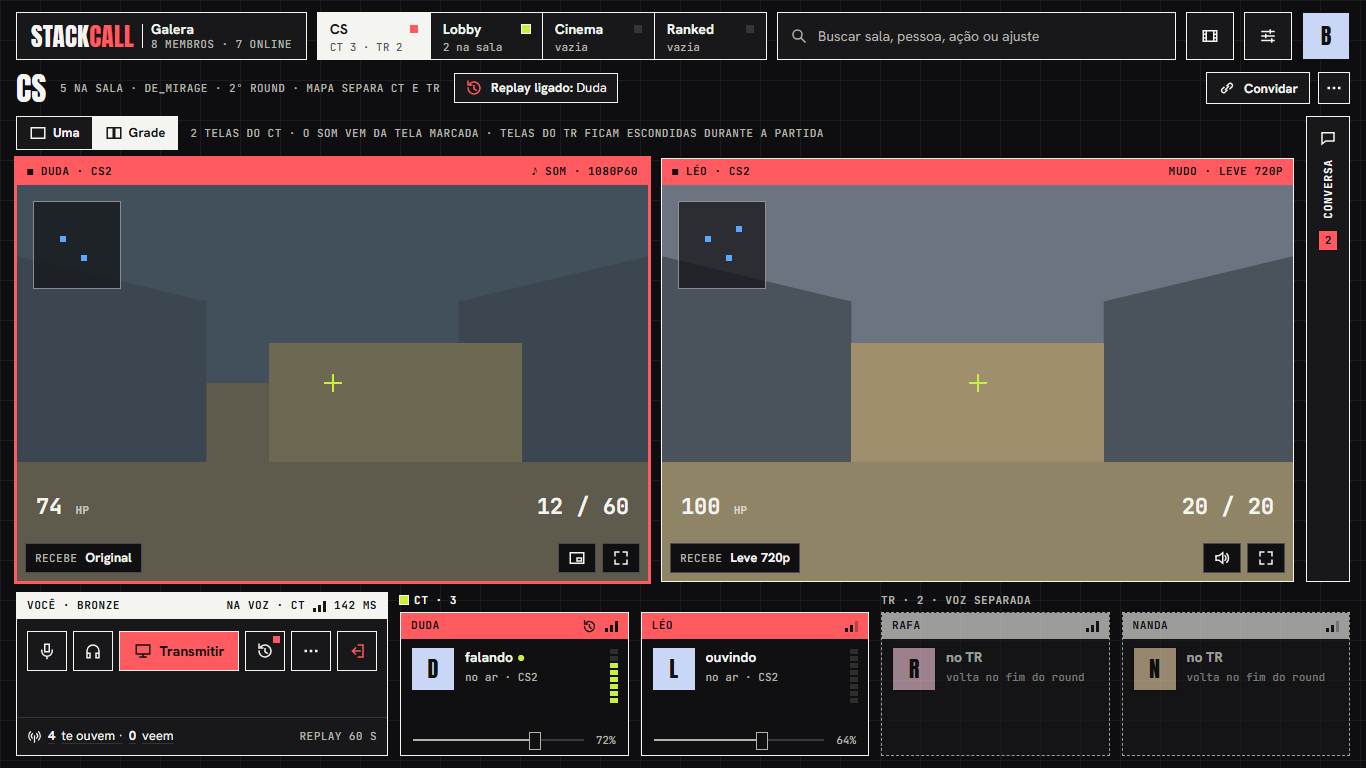 STACKCALL
Galera
8 MEMBROS · 7 ONLINE
CS
CT 3 · TR 2
Lobby
2 na sala
Cinema
vazia
Ranked
vazia
Buscar sala, pessoa, ação ou ajuste
B
CS
5 NA SALA · DE_MIRAGE · 2º ROUND · MAPA SEPARA CT E TR
Replay ligado: Duda
Convidar
Uma
Grade
2 TELAS DO CT · O SOM VEM DA TELA MARCADA · TELAS DO TR FICAM ESCONDIDAS DURANTE A PARTIDA
CONVERSA
2
DUDA · CS2
♪ SOM · 1080P60
74 HP
12 / 60
RECEBE Original
LÉO · CS2
MUDO · LEVE 720P
100 HP
20 / 20
RECEBE Leve 720p
VOCÊ · BRONZE
NA VOZ · CT 142 MS
Transmitir
4 te ouvem · 0 veem
REPLAY 60 S
CT · 3
DUDA
D
falando
no ar · CS2
72%
LÉO
L
ouvindo
no ar · CS2
64%
TR · 2 · VOZ SEPARADA
RAFA
R
no TR
volta no fim do round
NANDA
N
no TR
volta no fim do round